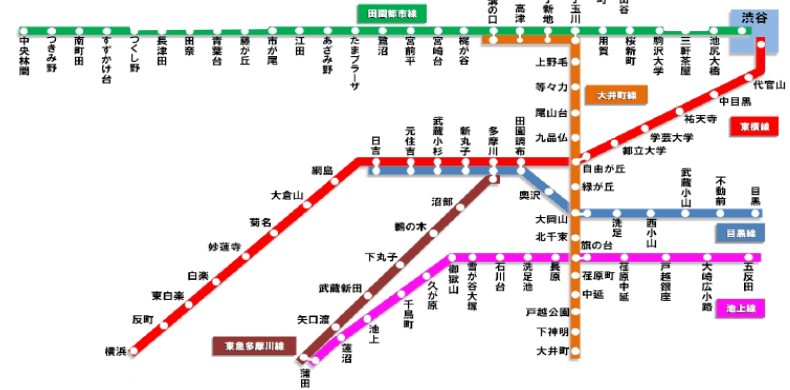 田園都市線
渋谷
溝の口
高津
新地
玉川
中央林間
つきみ野
南町田
すずかけ台
つくし野
長津田
田奈
青葉台
藤が丘
市が尾
江田
あざみ野
たまプラーザ
鷺沼
宮前平
宮崎台
梶が谷
用賀
桜新町
駒沢大学
三軒茶屋
池尻大橋
上野毛
等々力
尾山台
九品仏
大井町線
代官山
中目黒
祐天寺
学芸大学
都立大学
東横線
自由が丘
日吉
元住吉
武蔵小杉
新丸子
多摩川
田園調布
綱島
大倉山
菊名
妙蓮寺
白楽
東白楽
反町
横浜
奥沢
緑が丘
大岡山
洗足
西小山
武蔵小山
不動前
目黒
目黒線
沼部
鵜の木
下丸子
武蔵新田
矢口渡
蒲田
東急多摩川線
北千束
旗の台
荏原町
中延
戸越公園
下神明
大井町
御嶽山
雪が谷大塚
石川台
洗足池
長原
荏原中延
戸越銀座
大崎広小路
五反田
池上線
久が原
千鳥町
池上
蓮沼